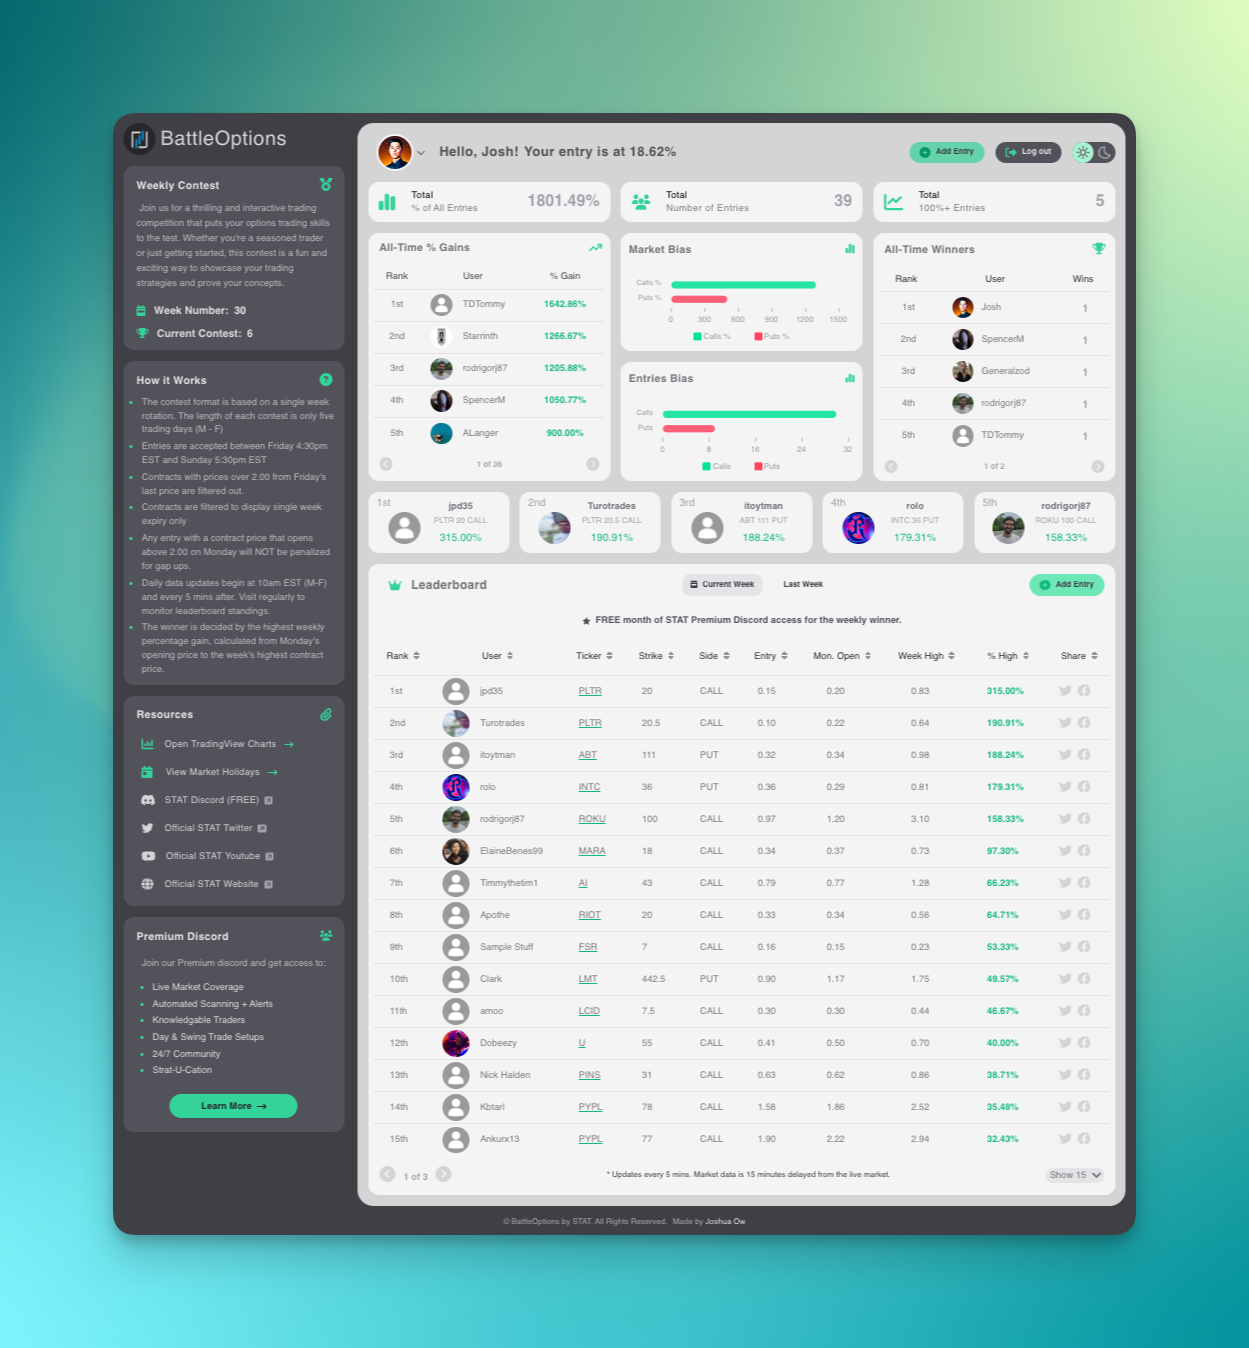 BattleOptions
Weekly Contest
Join us for a thrilling and interactive trading
competition that puts your options trading skills
to the test. Whether you're a seasoned trader
or just getting started, this contest is a fun and
exciting way to showcase your trading
strategies and prove your concepts.
Week Number: 30
Current Contest: 6
How it Works
The contest format is based on a single week
rotation. The length of each contest is only five
trading days (M - F)
Entries are accepted between Friday 4:30pm
EST and Sunday 5:30pm EST
Contracts with prices over 2.00 from Friday's
last price are filtered out.
Contracts are filtered to display single week
expiry only
Any entry with a contract price that opens
above 2.00 on Monday will NOT be penalized
for gap ups.
Daily data updates begin at 10am EST (M-F)
and every 5 mins after. Visit regularly to
monitor leaderboard standings.
The winner is decided by the highest weekly
percentage gain, calculated from Monday's
opening price to the week's highest contract
price.
Resources
Open TradingView Charts →
View Market Holidays →
STAT Discord (FREE)
Official STAT Twitter
Official STAT Youtube
Official STAT Website
Premium Discord
Join our Premium discord and get access to:
Live Market Coverage
Automated Scanning + Alerts
Knowledgable Traders
Day & Swing Trade Setups
24/7 Community
Strat-U-Cation
Learn More →
Hello, Josh! Your entry is at 18.62%
Add Entry
Log out
Total
% of All Entries
1801.49%
Total
Number of Entries
39
Total
100%+ Entries
5
All-Time % Gains
Rank User % Gain
1st TDTommy 1642.86%
2nd Starrinth 1266.67%
3rd rodrigorj87 1205.88%
4th SpencerM 1050.77%
5th ALanger 900.00%
1 of 36
Market Bias
Calls %
Puts %
0 300 600 900 1200 1500
Calls % Puts %
Entries Bias
Calls
Puts
0 8 16 24 32
Calls Puts
All-Time Winners
Rank User Wins
1st Josh 1
2nd SpencerM 1
3rd Generalzod 1
4th rodrigorj87 1
5th TDTommy 1
1 of 2
1st jpd35
PLTR 20 CALL
315.00%
2nd Turotrades
PLTR 20.5 CALL
190.91%
3rd itoytman
ABT 111 PUT
188.24%
4th rolo
INTC 36 PUT
179.31%
5th rodrigorj87
ROKU 100 CALL
158.33%
Leaderboard
Current Week
Last Week
Add Entry
★ FREE month of STAT Premium Discord access for the weekly winner.
Rank User Ticker Strike Side Entry Mon. Open Week High % High Share
1st jpd35 PLTR 20 CALL 0.15 0.20 0.83 315.00%
2nd Turotrades PLTR 20.5 CALL 0.10 0.22 0.64 190.91%
3rd itoytman ABT 111 PUT 0.32 0.34 0.98 188.24%
4th rolo INTC 36 PUT 0.36 0.29 0.81 179.31%
5th rodrigorj87 ROKU 100 CALL 0.97 1.20 3.10 158.33%
6th ElaineBenes99 MARA 18 CALL 0.34 0.37 0.73 97.30%
7th Timmythetim1 AI 43 CALL 0.79 0.77 1.28 66.23%
8th Apothe RIOT 20 CALL 0.33 0.34 0.56 64.71%
9th Sample Stuff FSR 7 CALL 0.16 0.15 0.23 53.33%
10th Clark LMT 442.5 PUT 0.90 1.17 1.75 49.57%
11th amoo LCID 7.5 CALL 0.30 0.30 0.44 46.67%
12th Dobeezy U 55 CALL 0.41 0.50 0.70 40.00%
13th Nick Halden PINS 31 CALL 0.63 0.62 0.86 38.71%
14th Kbtarl PYPL 78 CALL 1.58 1.86 2.52 35.48%
15th Ankurx13 PYPL 77 CALL 1.90 2.22 2.94 32.43%
1 of 3
* Updates every 5 mins. Market data is 15 minutes delayed from the live market.
Show 15
© BattleOptions by STAT. All Rights Reserved. Made by Joshua Ow